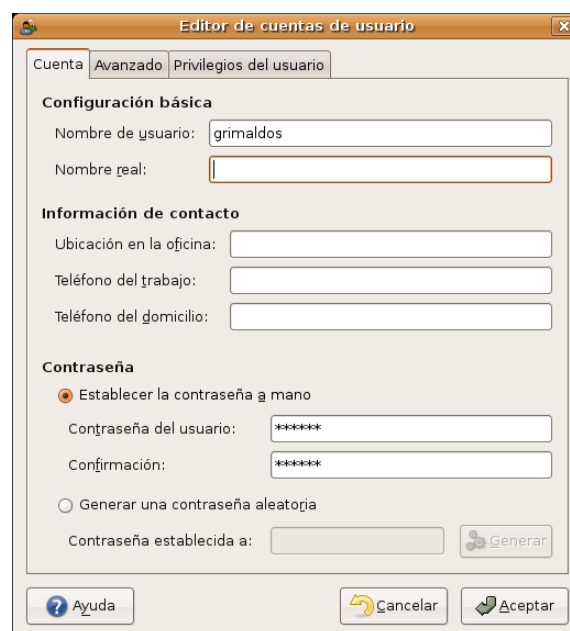 Editor de cuentas de usuario
Cuenta Avanzado Privilegios del usuario
Configuración básica
Nombre de usuario: grimaldos
Nombre real:
Información de contacto
Ubicación en la oficina:
Teléfono del trabajo:
Teléfono del domicilio:
Contraseña
Establecer la contraseña a mano
Contraseña del usuario: ******
Confirmación: ******
Generar una contraseña aleatoria
Contraseña establecida a: Generar
Ayuda Cancelar Aceptar